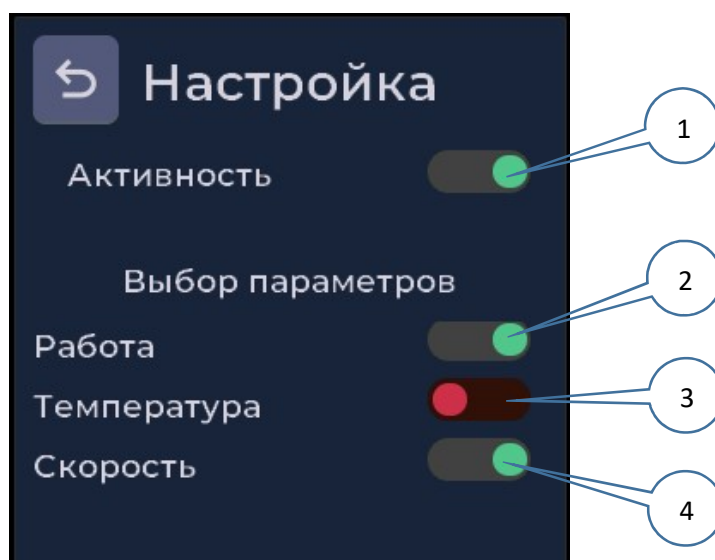 Настройка
1
Активность
Выбор параметров
2
Работа
Температура
3
Скорость
4